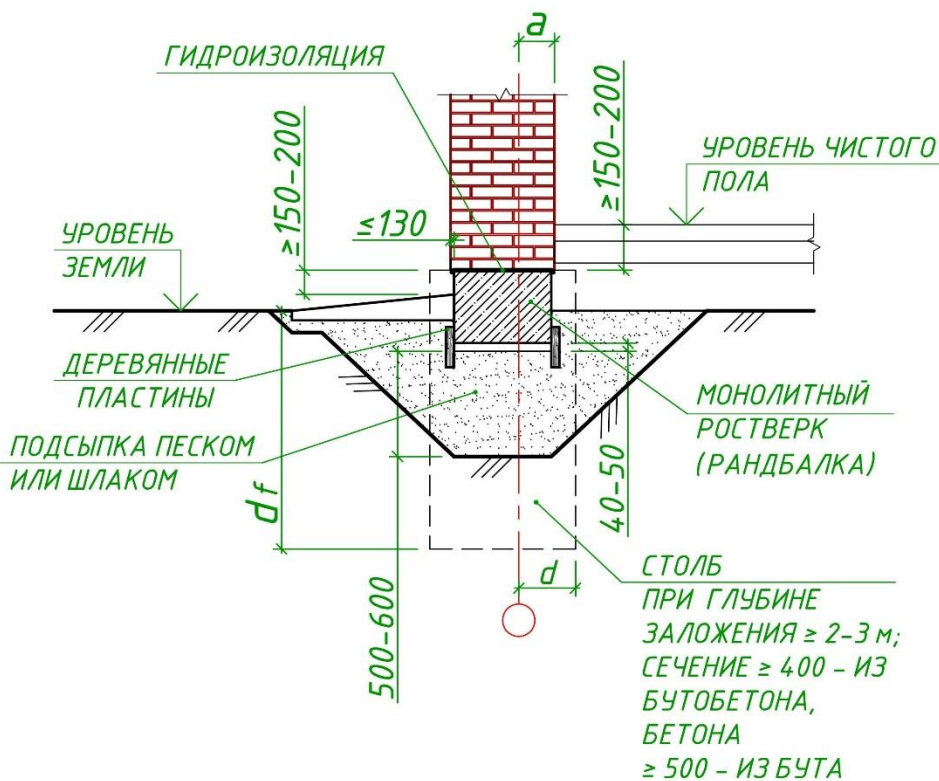 a
ГИДРОИЗОЛЯЦИЯ
≥150-200
≥150-200
УРОВЕНЬ ЧИСТОГО
ПОЛА
≤130
УРОВЕНЬ
ЗЕМЛИ
ДЕРЕВЯННЫЕ
ПЛАСТИНЫ
МОНОЛИТНЫЙ
РОСТВЕРК
(РАНДБАЛКА)
ПОДСЫПКА ПЕСКОМ
ИЛИ ШЛАКОМ
df
40-50
500-600
d
СТОЛБ
ПРИ ГЛУБИНЕ
ЗАЛОЖЕНИЯ ≥ 2-3 м;
СЕЧЕНИЕ ≥ 400 - ИЗ
БУТОБЕТОНА,
БЕТОНА
≥ 500 - ИЗ БУТА